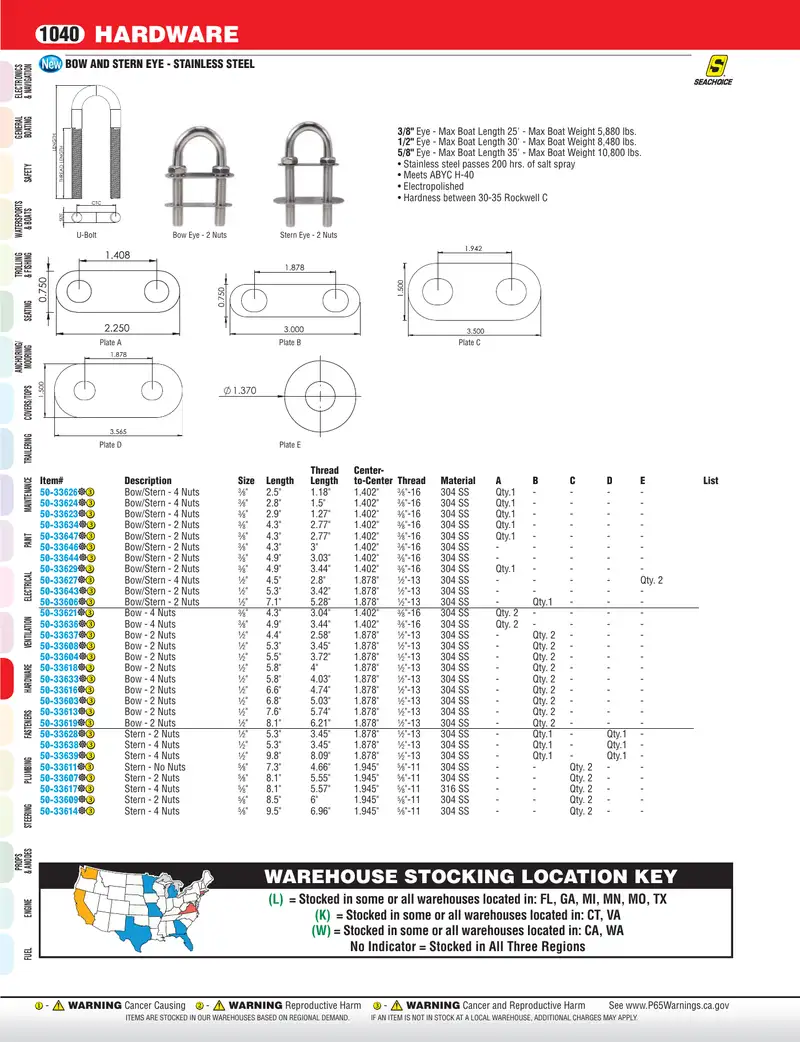 1040 HARDWARE
New BOW AND STERN EYE - STAINLESS STEEL
S
SEACHOICE
ELECTRONICS & NAVIGATION
GENERAL BOATING
SAFETY
WATERSPORTS & BOATS
TROLLING & FISHING
SEATING
ANCHORING/ MOORING
COVERS/TOPS
TRAILERING
MAINTENANCE
PAINT
ELECTRICAL
VENTILATION
HARDWARE
FASTENERS
PLUMBING
STEERING
PROPS & ANODES
ENGINE
FUEL
LENGTH
THREAD LENGTH
CTC
SIZE
U-Bolt
Bow Eye - 2 Nuts
Stern Eye - 2 Nuts
3/8" Eye - Max Boat Length 25' - Max Boat Weight 5,880 lbs.
1/2" Eye - Max Boat Length 30' - Max Boat Weight 8,480 lbs.
5/8" Eye - Max Boat Length 35' - Max Boat Weight 10,800 lbs.
• Stainless steel passes 200 hrs. of salt spray
• Meets ABYC H-40
• Electropolished
• Hardness between 30-35 Rockwell C
1.408
0.750
2.250
Plate A
1.878
0.750
3.000
Plate B
1.942
1.500
3.500
Plate C
1.878
1.500
3.565
Plate D
Ø1.370
Plate E
Item# Description Size Length Thread Length Center-to-Center Thread Material A B C D E List
50-33626 3 Bow/Stern - 4 Nuts ⅜" 2.5" 1.18" 1.402" ⅜"-16 304 SS Qty.1 - - - -
50-33624 3 Bow/Stern - 4 Nuts ⅜" 2.8" 1.5" 1.402" ⅜"-16 304 SS Qty.1 - - - -
50-33623 3 Bow/Stern - 4 Nuts ⅜" 2.9" 1.27" 1.402" ⅜"-16 304 SS Qty.1 - - - -
50-33634 3 Bow/Stern - 2 Nuts ⅜" 4.3" 2.77" 1.402" ⅜"-16 304 SS Qty.1 - - - -
50-33647 3 Bow/Stern - 2 Nuts ⅜" 4.3" 2.77" 1.402" ⅜"-16 304 SS Qty.1 - - - -
50-33646 3 Bow/Stern - 2 Nuts ⅜" 4.3" 3" 1.402" ⅜"-16 304 SS - - - - -
50-33644 3 Bow/Stern - 2 Nuts ⅜" 4.9" 3.03" 1.402" ⅜"-16 304 SS - - - - -
50-33629 3 Bow/Stern - 2 Nuts ⅜" 4.9" 3.44" 1.402" ⅜"-16 304 SS Qty.1 - - - -
50-33627 3 Bow/Stern - 4 Nuts ½" 4.5" 2.8" 1.878" ½"-13 304 SS - - - - Qty. 2
50-33643 3 Bow/Stern - 2 Nuts ½" 5.3" 3.42" 1.878" ½"-13 304 SS - - - - -
50-33606 3 Bow/Stern - 2 Nuts ½" 7.1" 5.28" 1.878" ½"-13 304 SS - Qty.1 - - -
50-33621 3 Bow - 4 Nuts ⅜" 4.3" 3.04" 1.402" ⅜"-16 304 SS Qty. 2 - - - -
50-33636 3 Bow - 4 Nuts ⅜" 4.9" 3.44" 1.402" ⅜"-16 304 SS Qty. 2 - - - -
50-33637 3 Bow - 2 Nuts ½" 4.4" 2.58" 1.878" ½"-13 304 SS - Qty. 2 - - -
50-33608 3 Bow - 2 Nuts ½" 5.3" 3.45" 1.878" ½"-13 304 SS - Qty. 2 - - -
50-33604 3 Bow - 2 Nuts ½" 5.5" 3.72" 1.878" ½"-13 304 SS - Qty. 2 - - -
50-33618 3 Bow - 2 Nuts ½" 5.8" 4" 1.878" ½"-13 304 SS - Qty. 2 - - -
50-33633 3 Bow - 4 Nuts ½" 5.8" 4.03" 1.878" ½"-13 304 SS - Qty. 2 - - -
50-33616 3 Bow - 2 Nuts ½" 6.6" 4.74" 1.878" ½"-13 304 SS - Qty. 2 - - -
50-33603 3 Bow - 2 Nuts ½" 6.8" 5.03" 1.878" ½"-13 304 SS - Qty. 2 - - -
50-33613 3 Bow - 2 Nuts ½" 7.6" 5.74" 1.878" ½"-13 304 SS - Qty. 2 - - -
50-33619 3 Bow - 2 Nuts ½" 8.1" 6.21" 1.878" ½"-13 304 SS - Qty. 2 - - -
50-33628 3 Stern - 2 Nuts ½" 5.3" 3.45" 1.878" ½"-13 304 SS - Qty.1 - Qty.1 -
50-33638 3 Stern - 4 Nuts ½" 5.3" 3.45" 1.878" ½"-13 304 SS - Qty.1 - Qty.1 -
50-33639 3 Stern - 4 Nuts ½" 9.8" 8.09" 1.878" ½"-13 304 SS - Qty.1 - Qty.1 -
50-33611 3 Stern - No Nuts ⅝" 7.3" 4.66" 1.945" ⅝"-11 304 SS - - Qty. 2 - -
50-33607 3 Stern - 2 Nuts ⅝" 8.1" 5.55" 1.945" ⅝"-11 304 SS - - Qty. 2 - -
50-33617 3 Stern - 4 Nuts ⅝" 8.1" 5.57" 1.945" ⅝"-11 316 SS - - Qty. 2 - -
50-33609 3 Stern - 2 Nuts ⅝" 8.5" 6" 1.945" ⅝"-11 304 SS - - Qty. 2 - -
50-33614 3 Stern - 4 Nuts ⅝" 9.5" 6.96" 1.945" ⅝"-11 304 SS - - Qty. 2 - -
WAREHOUSE STOCKING LOCATION KEY
(L) = Stocked in some or all warehouses located in: FL, GA, MI, MN, MO, TX
(K) = Stocked in some or all warehouses located in: CT, VA
(W) = Stocked in some or all warehouses located in: CA, WA
No Indicator = Stocked in All Three Regions
1 - WARNING Cancer Causing 2 - WARNING Reproductive Harm 3 - WARNING Cancer and Reproductive Harm See www.P65Warnings.ca.gov
ITEMS ARE STOCKED IN OUR WAREHOUSES BASED ON REGIONAL DEMAND. IF AN ITEM IS NOT IN STOCK AT A LOCAL WAREHOUSE, ADDITIONAL CHARGES MAY APPLY.